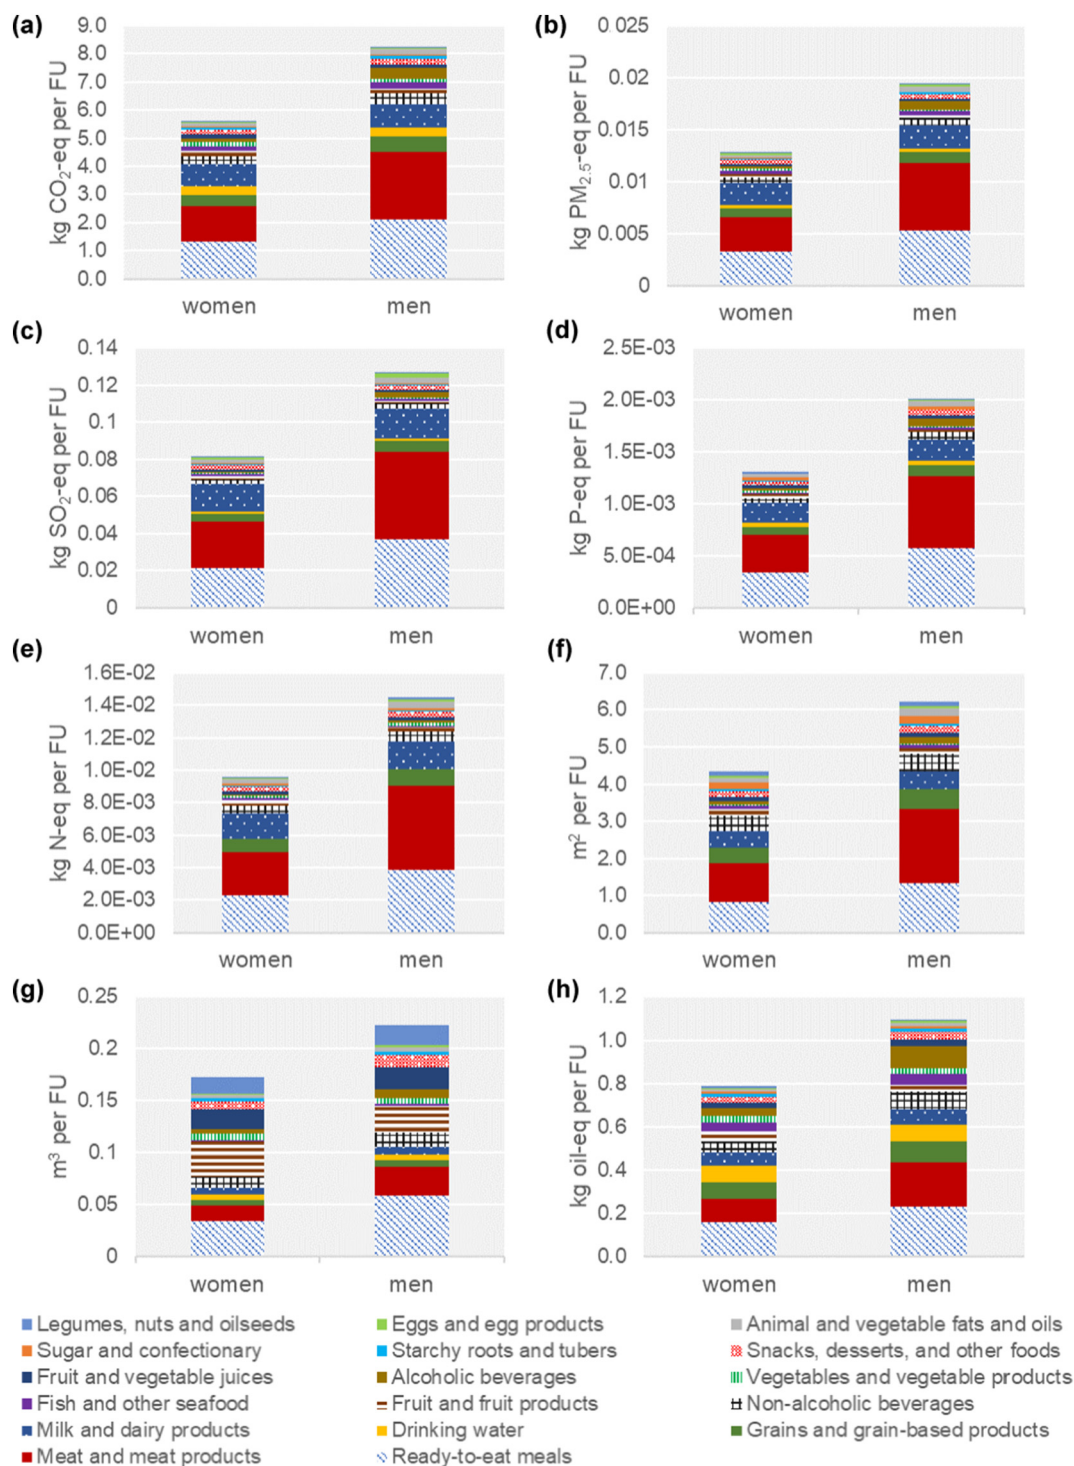 (a)
9.0
8.0
7.0
6.0
5.0
4.0
3.0
2.0
1.0
0.0
kg CO2-eq per FU
women men
(b)
0.025
0.02
0.015
0.01
0.005
0
kg PM2.5-eq per FU
women men
(c)
0.14
0.12
0.1
0.08
0.06
0.04
0.02
0
kg SO2-eq per FU
women men
(d)
2.5E-03
2.0E-03
1.5E-03
1.0E-03
5.0E-04
0.0E+00
kg P-eq per FU
women men
(e)
1.6E-02
1.4E-02
1.2E-02
1.0E-02
8.0E-03
6.0E-03
4.0E-03
2.0E-03
0.0E+00
kg N-eq per FU
women men
(f)
7.0
6.0
5.0
4.0
3.0
2.0
1.0
0.0
m2 per FU
women men
(g)
0.25
0.2
0.15
0.1
0.05
0
m3 per FU
women men
(h)
1.2
1.0
0.8
0.6
0.4
0.2
0.0
kg oil-eq per FU
women men
Legumes, nuts and oilseeds Eggs and egg products Animal and vegetable fats and oils
Sugar and confectionary Starchy roots and tubers Snacks, desserts, and other foods
Fruit and vegetable juices Alcoholic beverages Vegetables and vegetable products
Fish and other seafood Fruit and fruit products Non-alcoholic beverages
Milk and dairy products Drinking water Grains and grain-based products
Meat and meat products Ready-to-eat meals